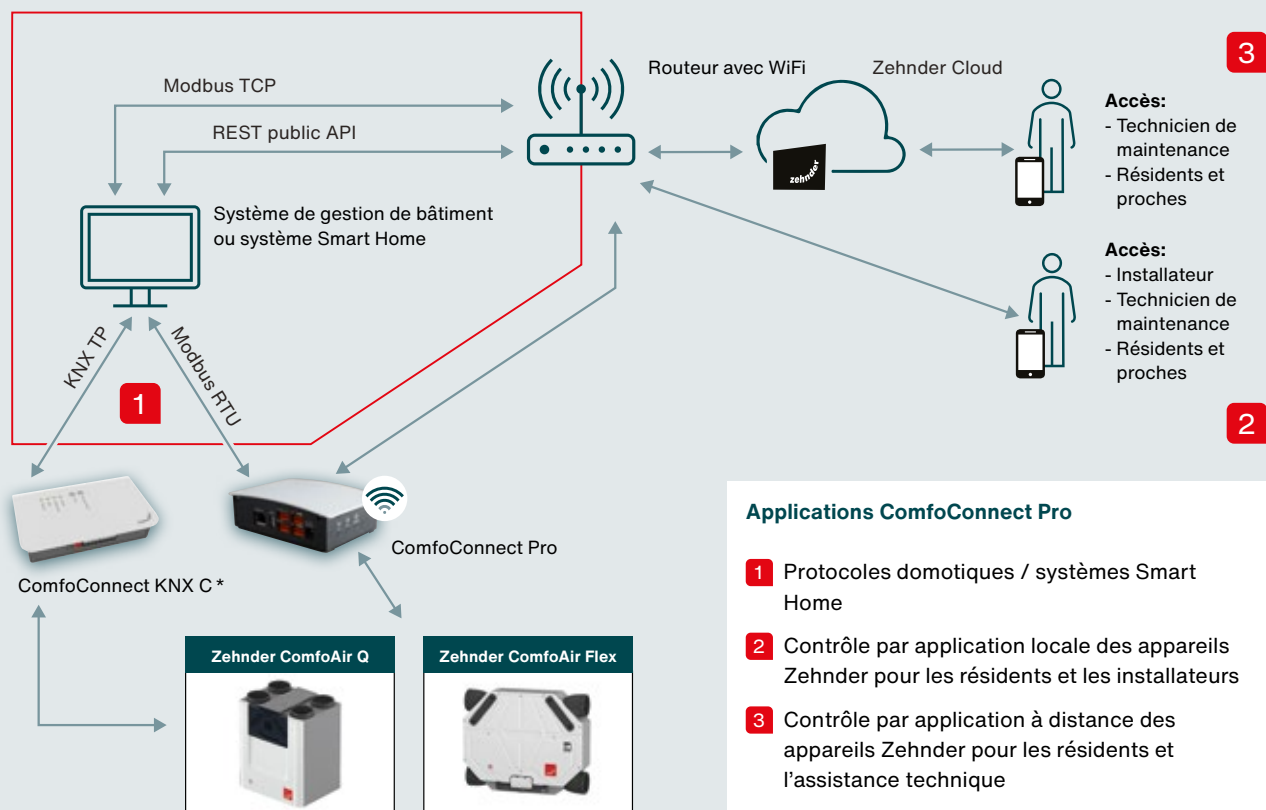 Modbus TCP
REST public API
Routeur avec WiFi
Zehnder Cloud
zehnder
3
Accès:
- Technicien de
maintenance
- Résidents et
proches
Système de gestion de bâtiment
ou système Smart Home
Accès:
- Installateur
- Technicien de
maintenance
- Résidents et
proches
2
KNX TP
Modbus RTU
1
ComfoConnect KNX C *
ComfoConnect Pro
Zehnder ComfoAir Q
Zehnder ComfoAir Flex
Applications ComfoConnect Pro
1 Protocoles domotiques / systèmes Smart
Home
2 Contrôle par application locale des appareils
Zehnder pour les résidents et les installateurs
3 Contrôle par application à distance des
appareils Zehnder pour les résidents et
l'assistance technique